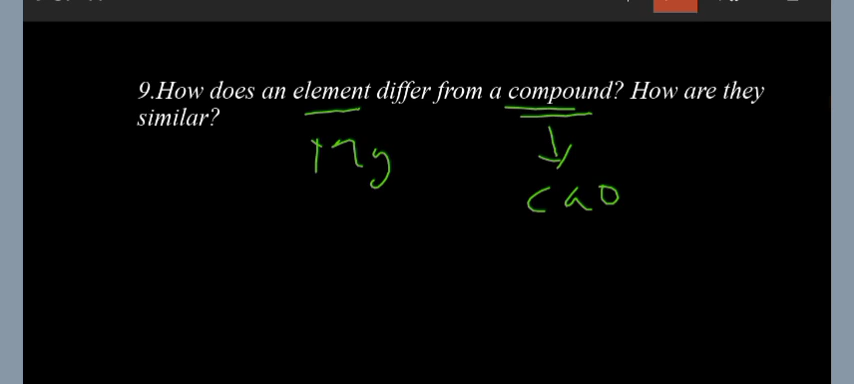 9.How does an element differ from a compound? How are they
similar?
Mg
CaO